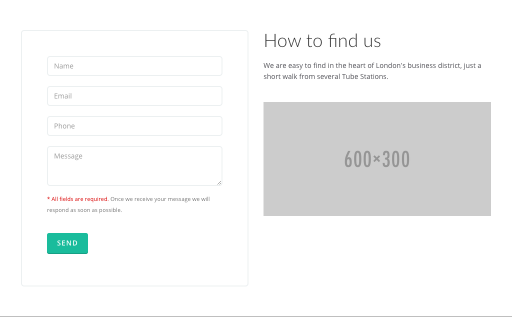 Name
Email
Phone
Message
* All fields are required. Once we receive your message we will
respond as soon as possible.
SEND
How to find us
We are easy to find in the heart of London's business district, just a
short walk from several Tube Stations.
600×300